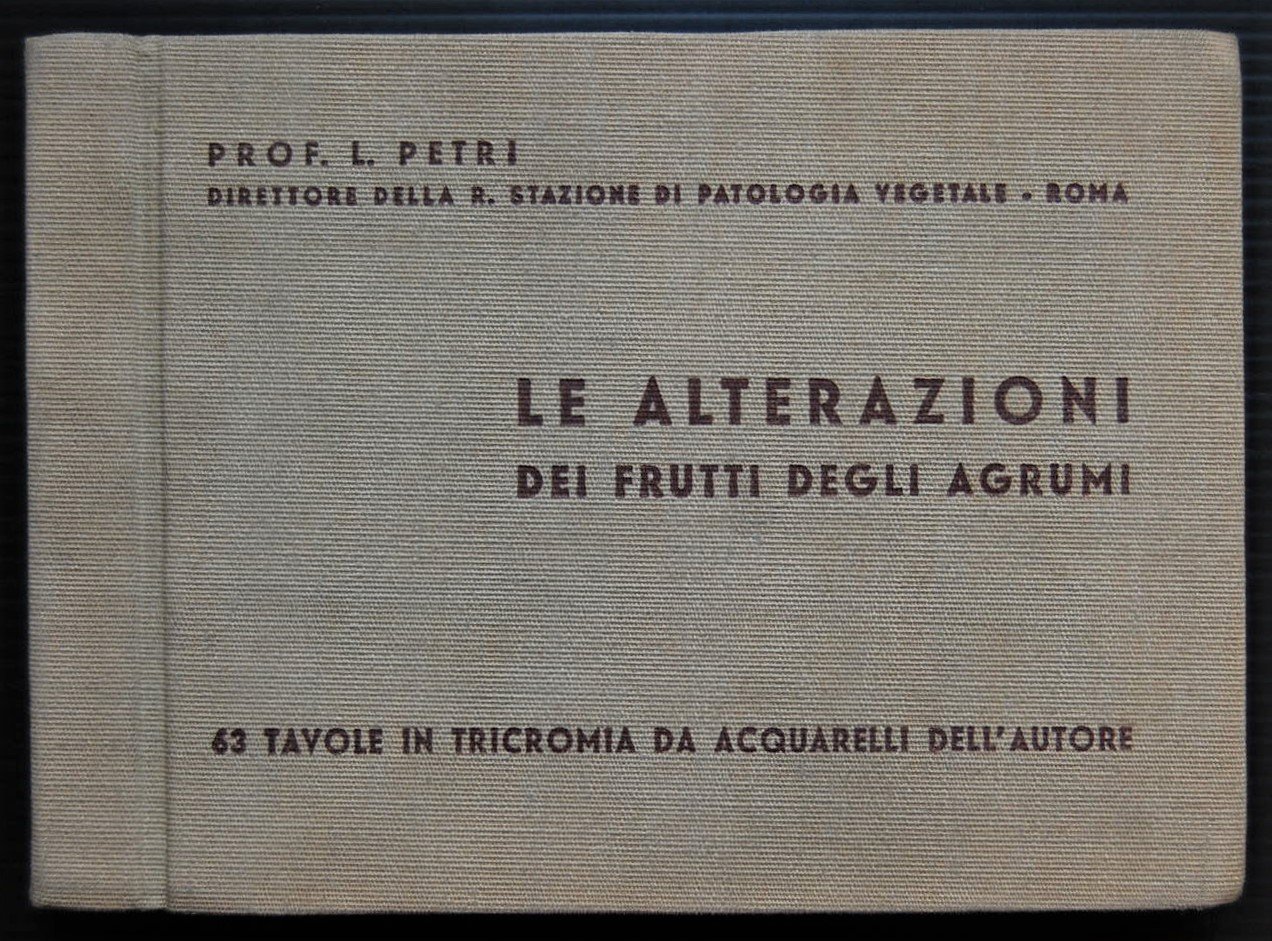 PROF. L. PETRI
DIRETTORE DELLA R. STAZIONE DI PATOLOGIA VEGETALE - ROMA
LE ALTERAZIONI
DEI FRUTTI DEGLI AGRUMI
63 TAVOLE IN TRICROMIA DA ACQUARELLI DELL'AUTORE